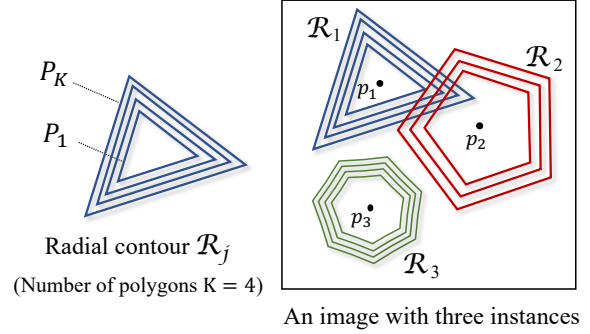 P_K
P_1
Radial contour ℛ_j
(Number of polygons K = 4)
ℛ_1
p_1
ℛ_2
p_2
p_3
ℛ_3
An image with three instances